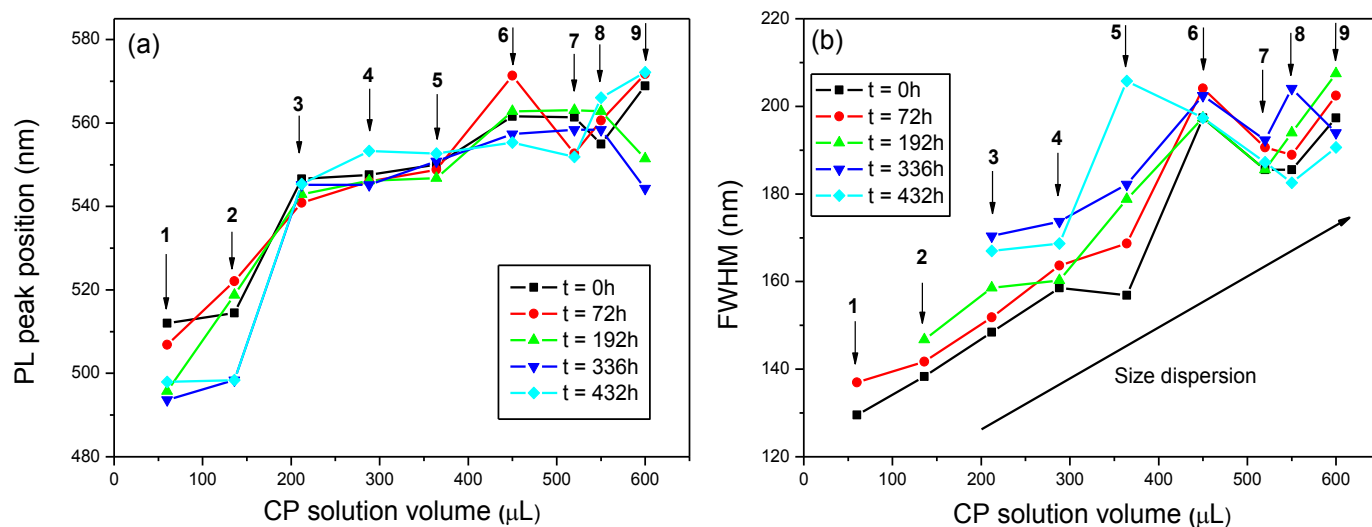 (a)
PL peak position (nm)
580
560
540
520
500
480
1
2
3
4
5
6
7
8
9
t = 0h
t = 72h
t = 192h
t = 336h
t = 432h
0
100
200
300
400
500
600
CP solution volume (μL)
(b)
FWHM (nm)
220
200
180
160
140
120
1
2
3
4
5
6
7
8
9
t = 0h
t = 72h
t = 192h
t = 336h
t = 432h
Size dispersion
0
100
200
300
400
500
600
CP solution volume (μL)